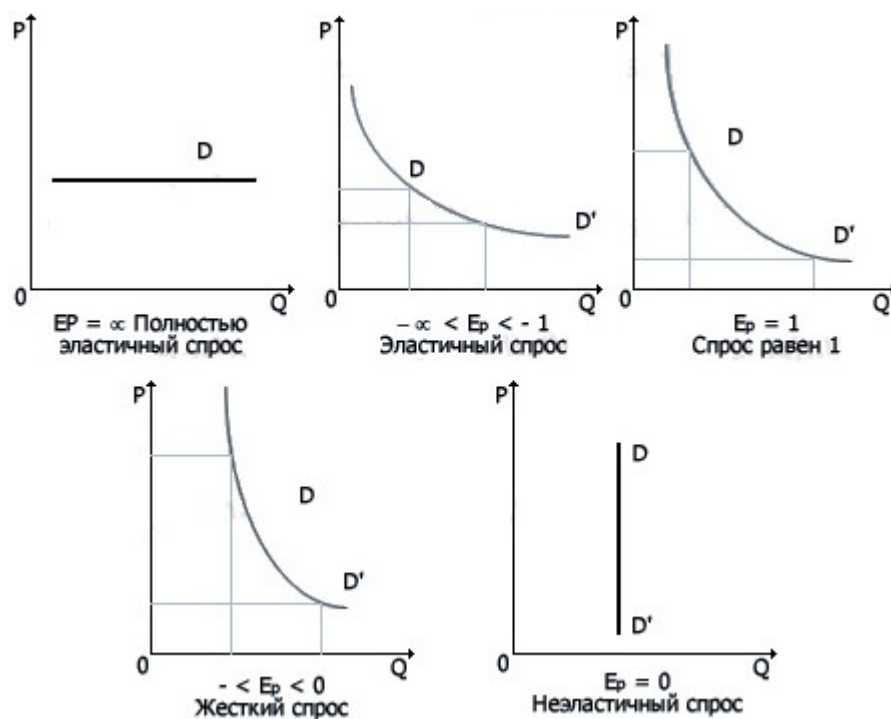 P
D
0
Q
EP = ∝ Полностью
эластичный спрос
P
D
D'
0
Q
– ∝ < Ep < - 1
Эластичный спрос
P
D
D'
0
Q
Ep = 1
Спрос равен 1
P
D
D'
0
Q
- < Ep < 0
Жесткий спрос
P
D
D'
0
Q
Ep = 0
Неэластичный спрос